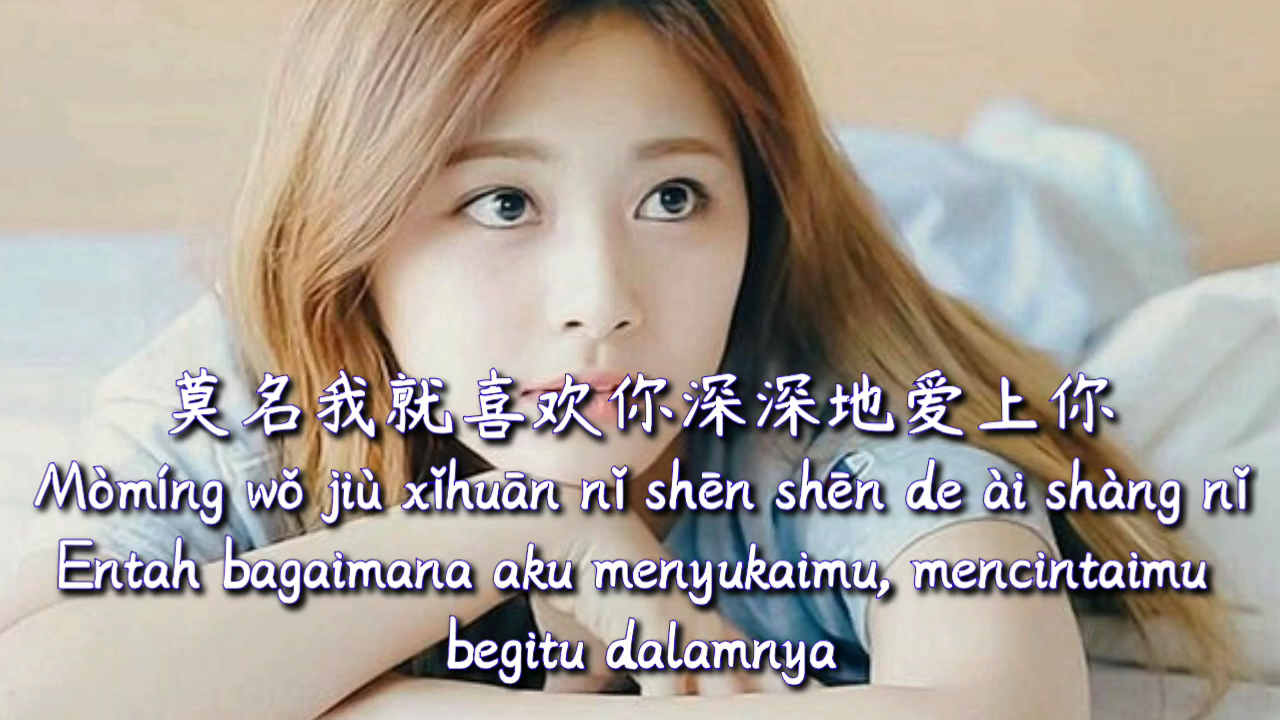 莫名我就喜欢你深深地爱上你
Mòmíng wǒ jiù xǐhuān nǐ shēn shēn de ài shàng nǐ
Entah bagaimana aku menyukaimu, mencintaimu
begitu dalamnya